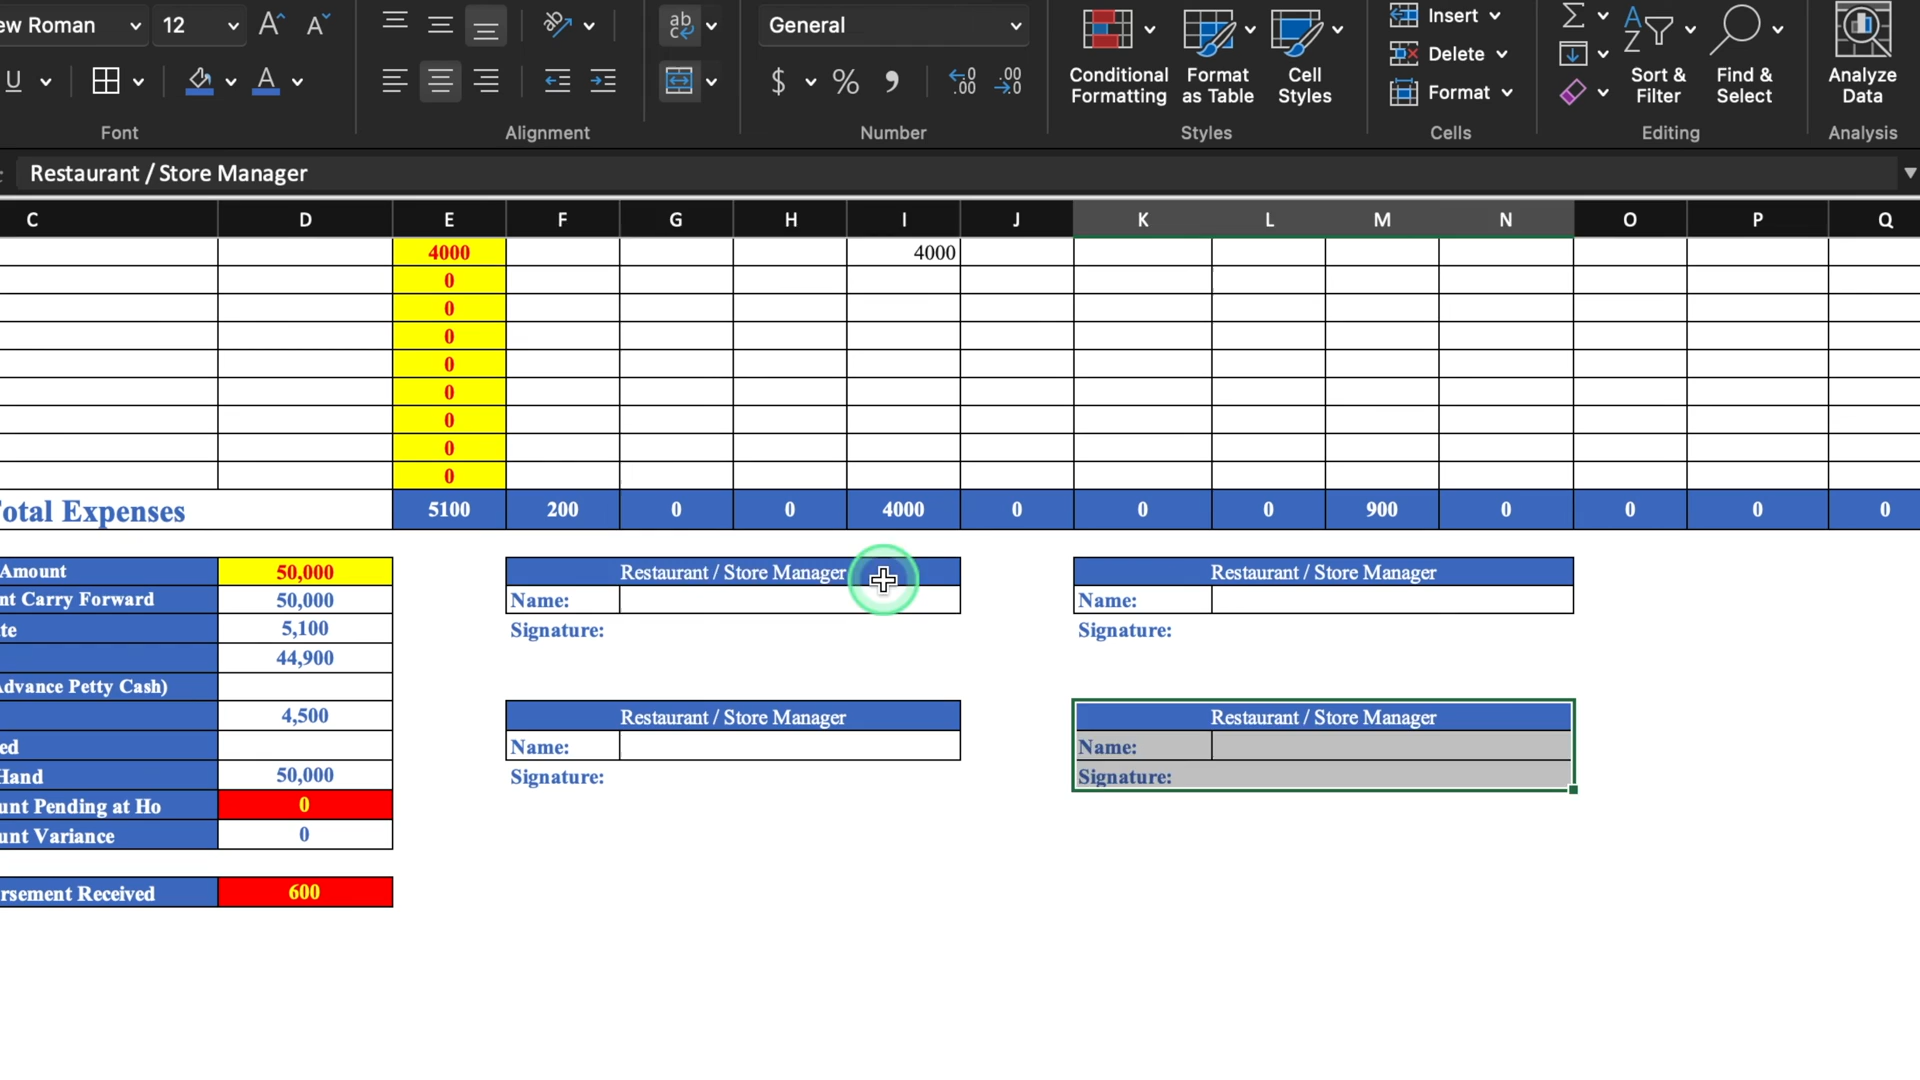 ew Roman 12 General
Insert
Delete
Format
U $ % .00
Conditional Formatting
Format as Table
Cell Styles
Sort & Filter
Find & Select
Analyze Data
Font Alignment Number Styles Cells Editing Analysis
Restaurant / Store Manager
C D E F G H I J K L M N O P Q
4000 4000
0
0
0
0
0
0
0
0
otal Expenses 5100 200 0 0 4000 0 0 0 900 0 0 0 0
Amount 50,000
nt Carry Forward 50,000
te 5,100
44,900
Advance Petty Cash)
4,500
ed
Hand 50,000
unt Pending at Ho 0
unt Variance 0
rsement Received 600
Restaurant / Store Manager
Name:
Signature:
Restaurant / Store Manager
Name:
Signature:
Restaurant / Store Manager
Name:
Signature:
Restaurant / Store Manager
Name:
Signature: